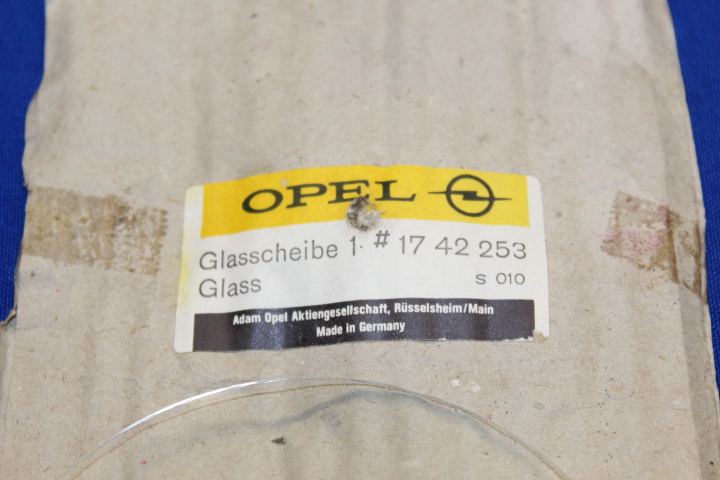 OPEL
Glasscheibe 1. # 17 42 253
Glass s 010
Adam Opel Aktiengesellschaft, Rüsselsheim/Main
Made in Germany